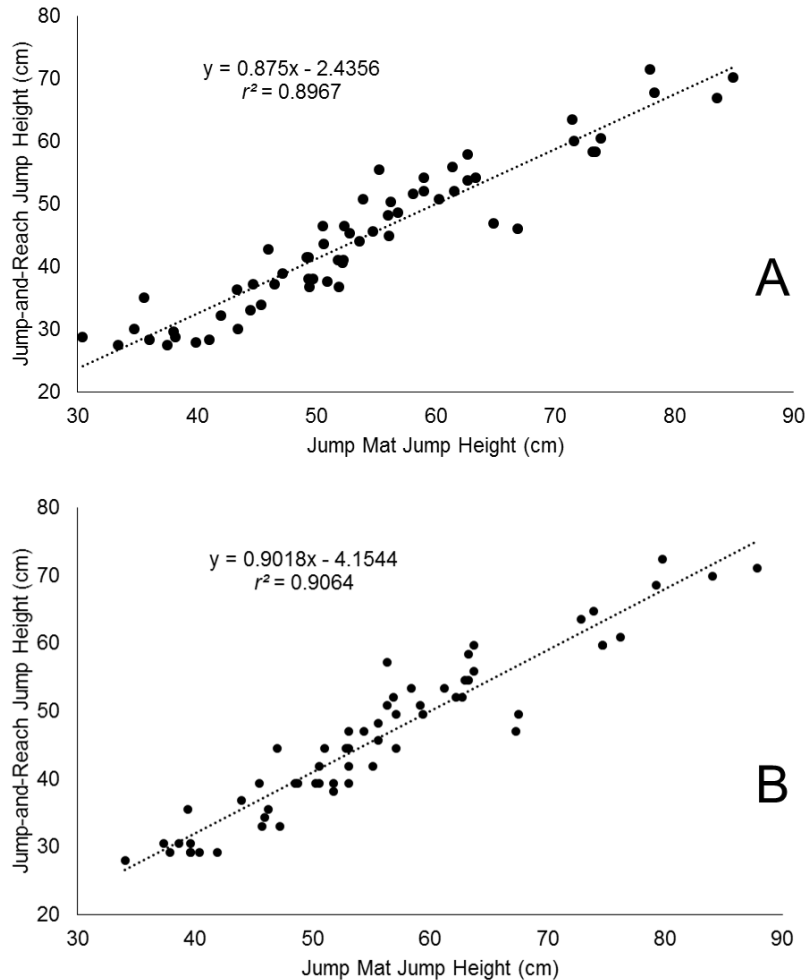 80
70
60
50
40
30
20
Jump-and-Reach Jump Height (cm)
y = 0.875x - 2.4356
r² = 0.8967
A
30 40 50 60 70 80 90
Jump Mat Jump Height (cm)
80
70
60
50
40
30
20
Jump-and-Reach Jump Height (cm)
y = 0.9018x - 4.1544
r² = 0.9064
B
30 40 50 60 70 80 90
Jump Mat Jump Height (cm)